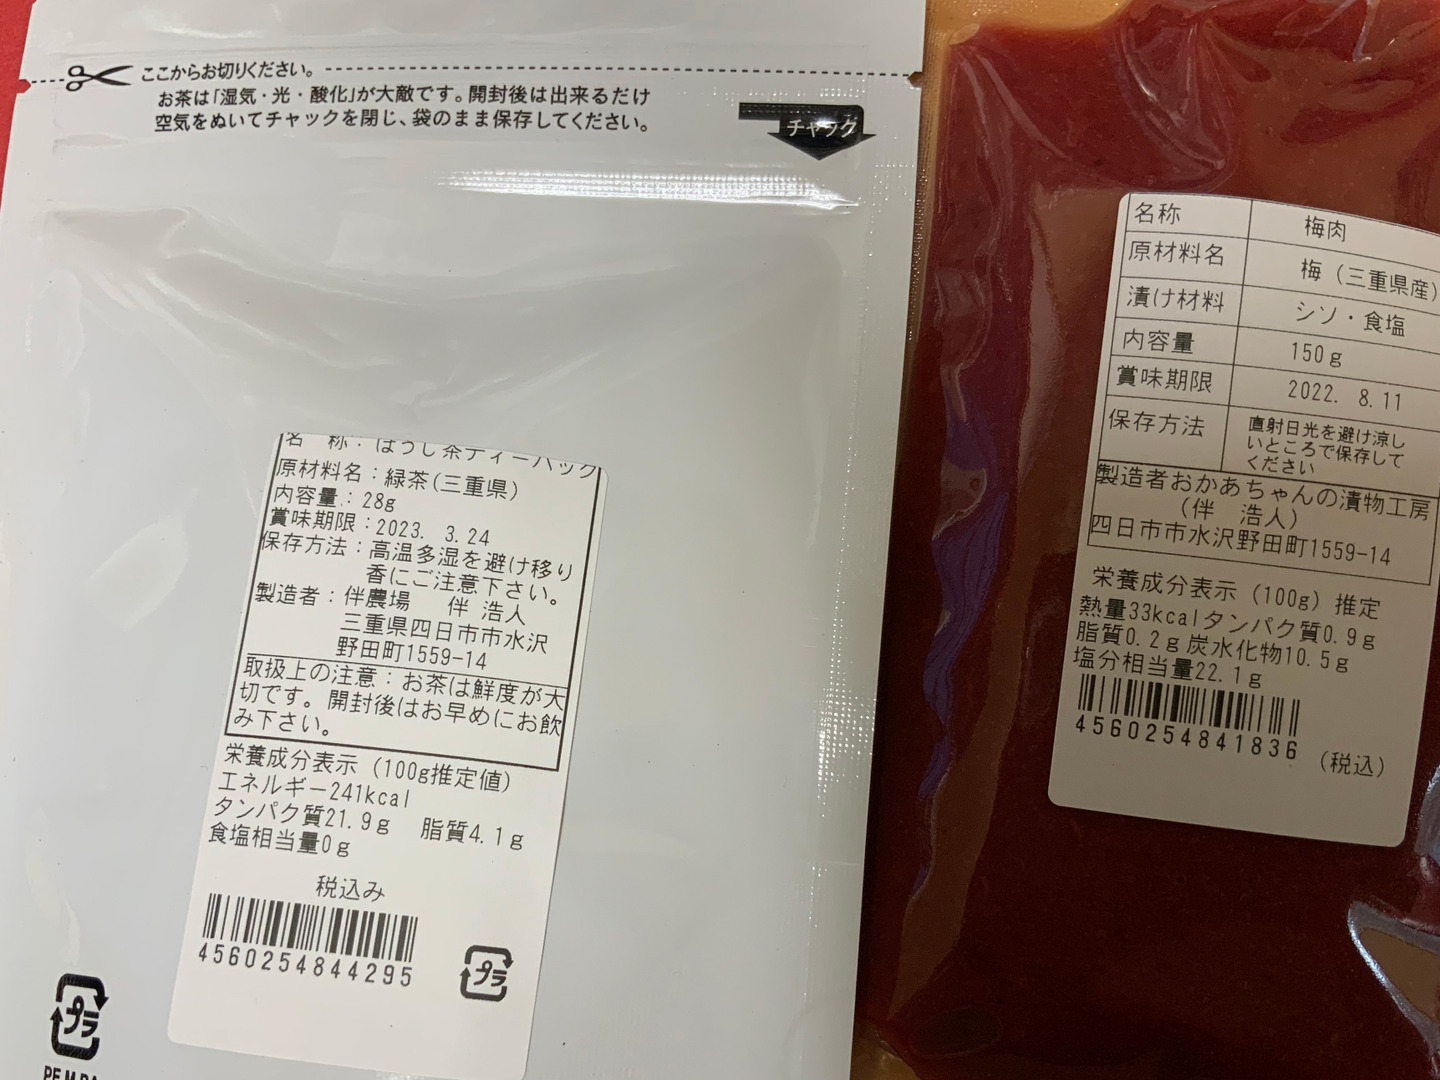 ここからお切りください。
お茶は「湿気・光・酸化」が大敵です。開封後は出来るだけ
空気をぬいてチャックを閉じ、袋のまま保存してください。
チャック
名 称：ほうじ茶ティーバック
原材料名：緑茶(三重県)
内容量：28g
賞味期限：2023. 3.24
保存方法：高温多湿を避け移り
香にご注意下さい。
製造者：伴農場 伴 浩人
三重県四日市市水沢
野田町1559-14
取扱上の注意：お茶は鮮度が大
切です。開封後はお早めにお飲
み下さい。
栄養成分表示 (100g推定値)
エネルギー241kcal
タンパク質21.9g 脂質4.1g
食塩相当量0g
税込み
4560254844295
プラ
プラ
名称 梅肉
原材料名 梅（三重県産）
漬け材料 シソ・食塩
内容量 150g
賞味期限 2022. 8.11
保存方法 直射日光を避け涼し
いところで保存して
ください
製造者おかあちゃんの漬物工房
（伴 浩人）
四日市市水沢野田町1559-14
栄養成分表示（100g）推定
熱量33kcalタンパク質0.9g
脂質0.2g炭水化物10.5g
塩分相当量22.1g
4560254841836
（税込）